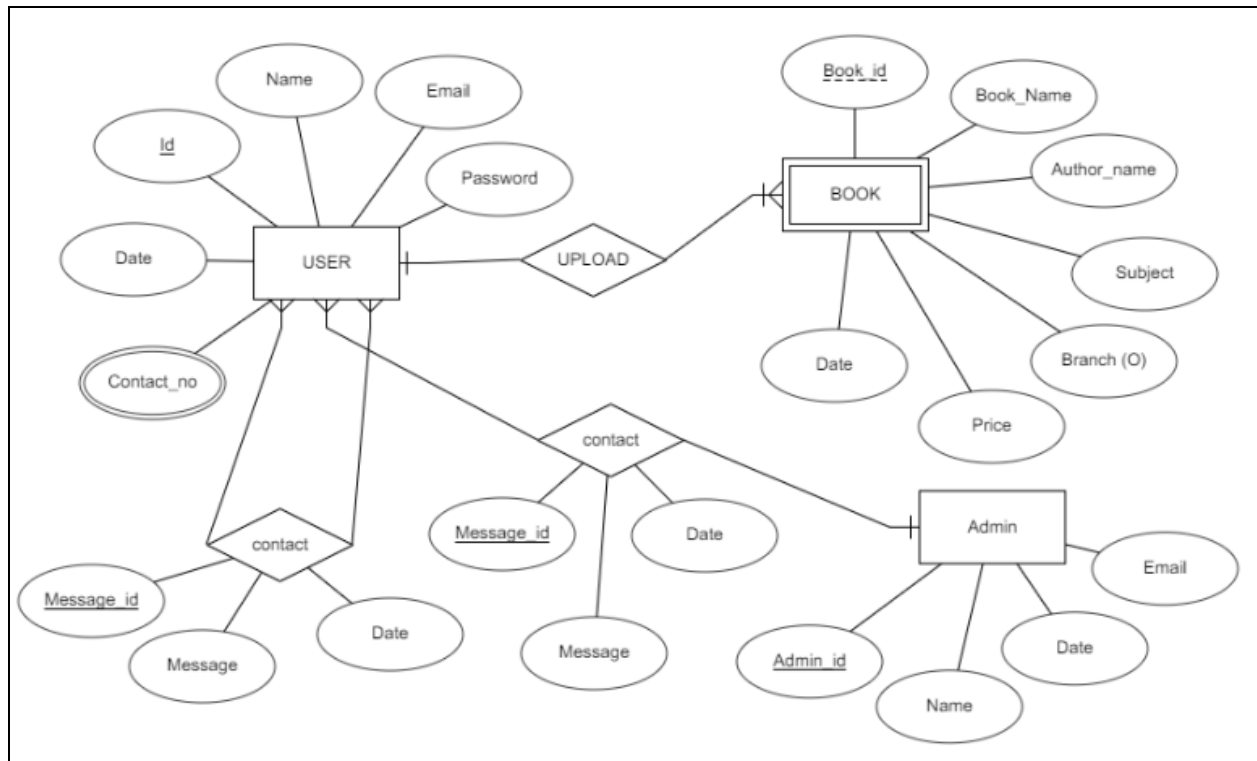 Name
Email
Id
Password
Date
USER
Contact_no
UPLOAD
Book_id
Book_Name
Author_name
BOOK
Subject
Branch (O)
Date
Price
contact
Message_id
Date
Message
contact
Message_id
Message
Date
Admin
Email
Admin_id
Date
Name